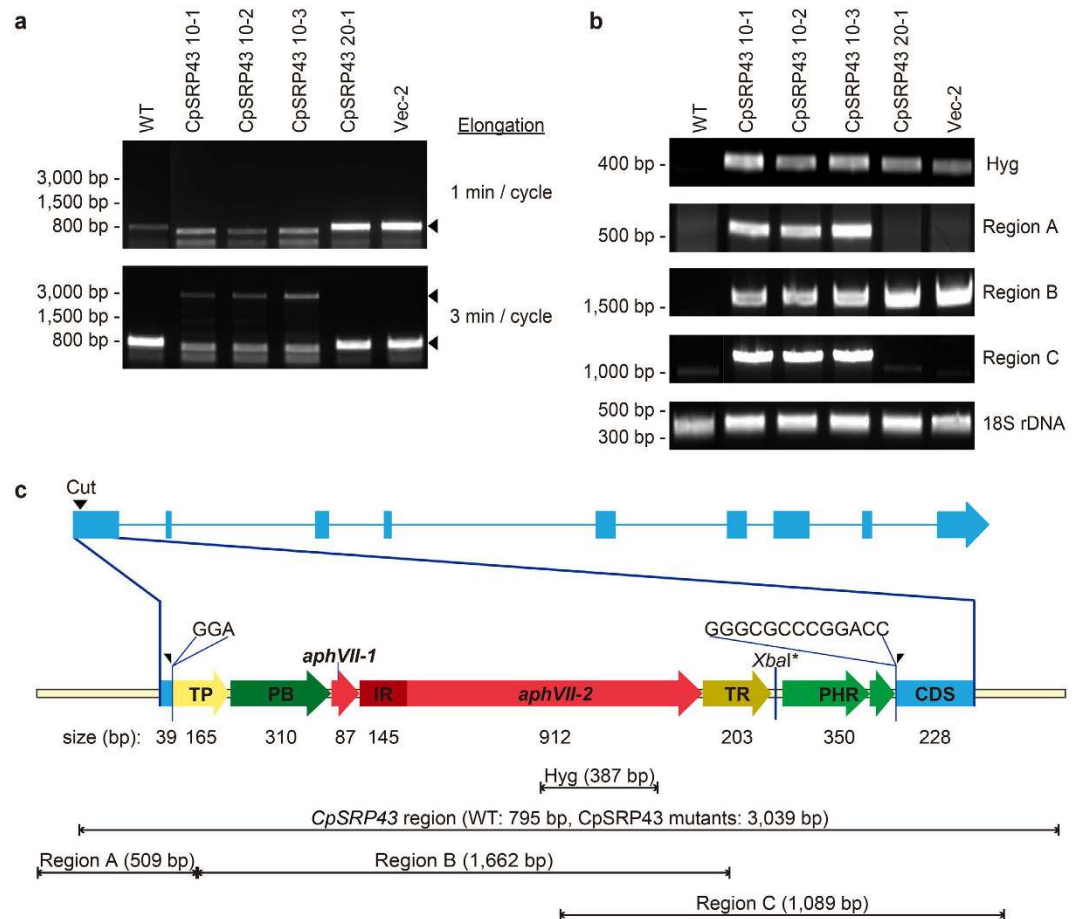 a
WT
CpSRP43 10-1
CpSRP43 10-2
CpSRP43 10-3
CpSRP43 20-1
Vec-2
Elongation
3,000 bp -
1,500 bp -
800 bp -
1 min / cycle
3,000 bp -
1,500 bp -
800 bp -
3 min / cycle
b
WT
CpSRP43 10-1
CpSRP43 10-2
CpSRP43 10-3
CpSRP43 20-1
Vec-2
400 bp - Hyg
500 bp - Region A
1,500 bp - Region B
1,000 bp - Region C
500 bp -
300 bp -
18S rDNA
c
Cut
GGA
GGGCGCCCGGACC
aphVII-1
XbaI*
TP PB IR aphVII-2 TR PHR CDS
size (bp): 39 165 310 87 145 912 203 350 228
Hyg (387 bp)
CpSRP43 region (WT: 795 bp, CpSRP43 mutants: 3,039 bp)
Region A (509 bp) Region B (1,662 bp)
Region C (1,089 bp)